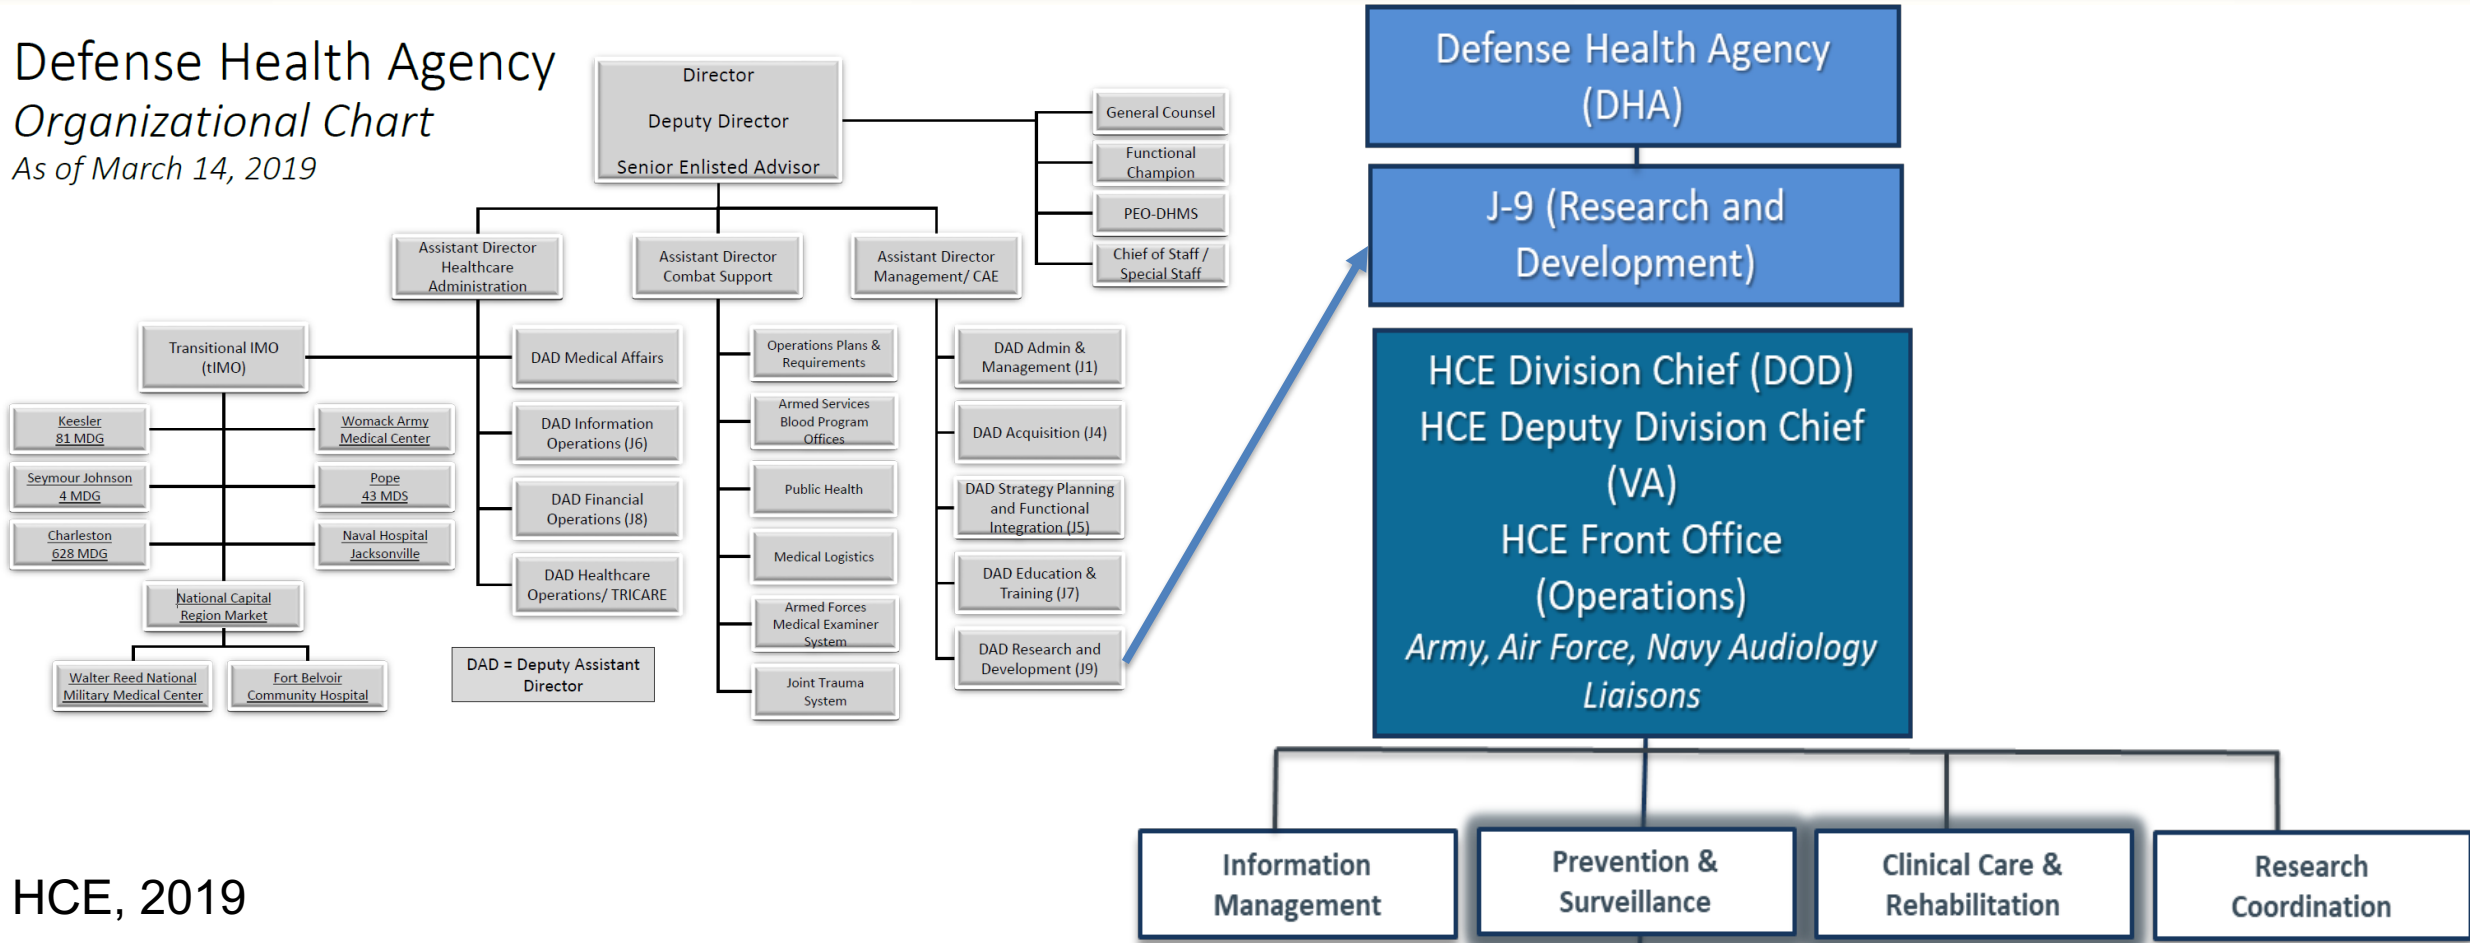 Defense Health Agency
Organizational Chart
As of March 14, 2019
Director
Deputy Director
Senior Enlisted Advisor
General Counsel
Functional
Champion
PEO-DHMS
Chief of Staff /
Special Staff
Assistant Director
Healthcare
Administration
Assistant Director
Combat Support
Assistant Director
Management/ CAE
Transitional IMO
(tIMO)
Keesler
81 MDG
Womack Army
Medical Center
Seymour Johnson
4 MDG
Pope
43 MDS
Charleston
628 MDG
Naval Hospital
Jacksonville
National Capital
Region Market
Walter Reed National
Military Medical Center
Fort Belvoir
Community Hospital
DAD Medical Affairs
DAD Information
Operations (J6)
DAD Financial
Operations (J8)
DAD Healthcare
Operations/ TRICARE
DAD = Deputy Assistant
Director
Operations Plans &
Requirements
Armed Services
Blood Program
Offices
Public Health
Medical Logistics
Armed Forces
Medical Examiner
System
Joint Trauma
System
DAD Admin &
Management (J1)
DAD Acquisition (J4)
DAD Strategy Planning
and Functional
Integration (J5)
DAD Education &
Training (J7)
DAD Research and
Development (J9)
Defense Health Agency
(DHA)
J-9 (Research and
Development)
HCE Division Chief (DOD)
HCE Deputy Division Chief
(VA)
HCE Front Office
(Operations)
Army, Air Force, Navy Audiology
Liaisons
Information
Management
Prevention &
Surveillance
Clinical Care &
Rehabilitation
Research
Coordination
HCE, 2019